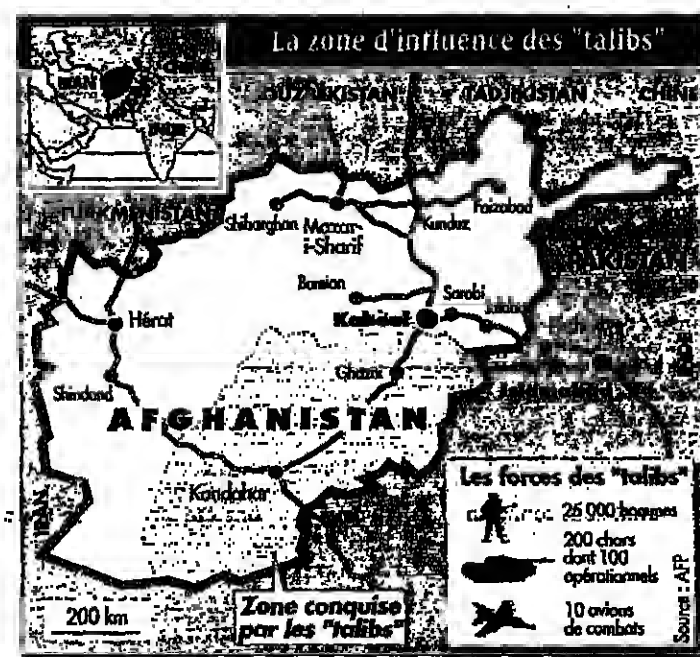 La zone d'influence des "talibs"
IRAN
INDE
OUZBEKISTAN
TADJIKISTAN
CHINE
TURKMENISTAN
Shibarghan
Mazar-
i-Sharif
Kunduz
Faizabad
PAKISTAN
Bamian
Sarobi
Kaboul
Hérat
Ghazni
Shindand
AFGHANISTAN
Kandahar
IRAN
Les forces des "talibs"
25 000 hommes
200 chars
dont 100
opérationnels
10 avions
de combats
Source : AFP
Zone conquise
par les "talibs"
200 km